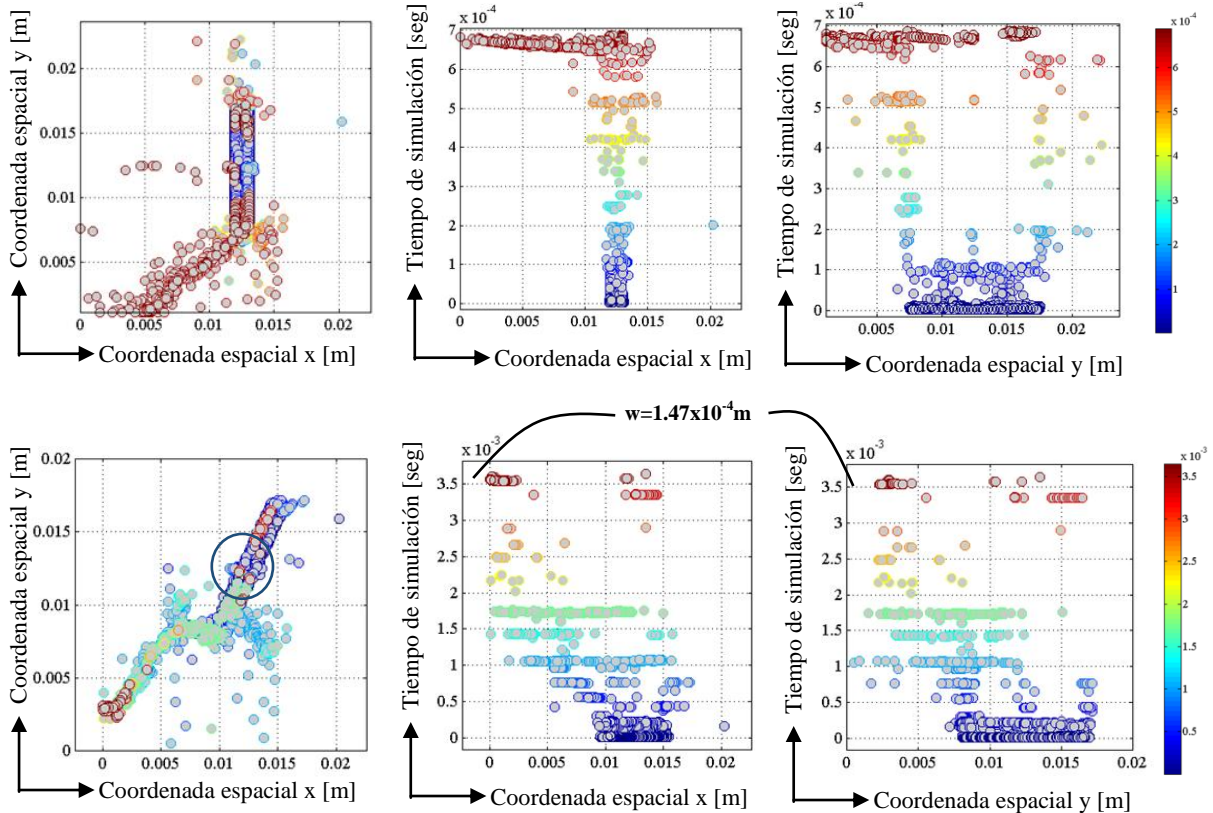 Coordenada espacial y [m]
0.02
0.015
0.01
0.005
0 0.005 0.01 0.015 0.02
Coordenada espacial x [m]
Tiempo de simulación [seg]
x 10⁻⁴
7
6
5
4
3
2
1
0
0 0.005 0.01 0.015 0.02
Coordenada espacial x [m]
Tiempo de simulación [seg]
x 10⁻⁴
7
6
5
4
3
2
1
0
0.005 0.01 0.015 0.02
Coordenada espacial y [m]
x 10⁻⁴
6
5
4
3
2
1
w=1.47x10⁻⁴m
Coordenada espacial y [m]
0.02
0.015
0.01
0.005
0
0 0.005 0.01 0.015 0.02
Coordenada espacial x [m]
Tiempo de simulación [seg]
x 10⁻³
3.5
3
2.5
2
1.5
1
0.5
0
0 0.005 0.01 0.015 0.02
Coordenada espacial x [m]
Tiempo de simulación [seg]
x 10⁻³
3.5
3
2.5
2
1.5
1
0.5
0
0 0.005 0.01 0.015 0.02
Coordenada espacial y [m]
x 10⁻³
3.5
3
2.5
2
1.5
1
0.5